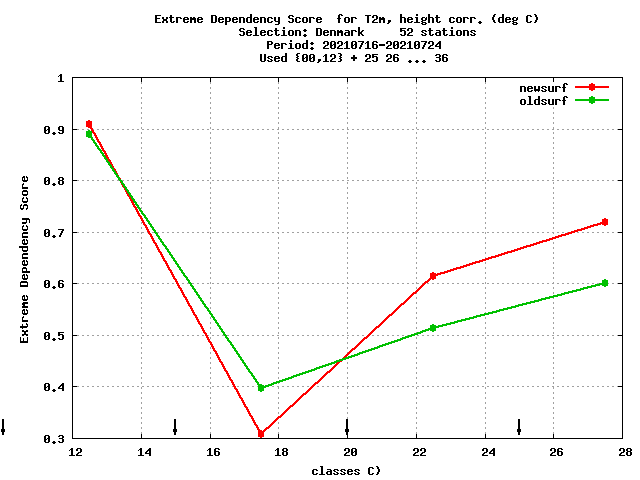 Extreme Dependency Score  for T2m, height corr. (deg C)
Selection: Denmark     52 stations
Period: 20210716-20210724
Used {00,12} + 25 26 ... 36
newsurf
oldsurf
1
0.9
0.8
0.7
0.6
0.5
0.4
0.3
Extreme Dependency Score
12 14 16 18 20 22 24 26 28
classes C)